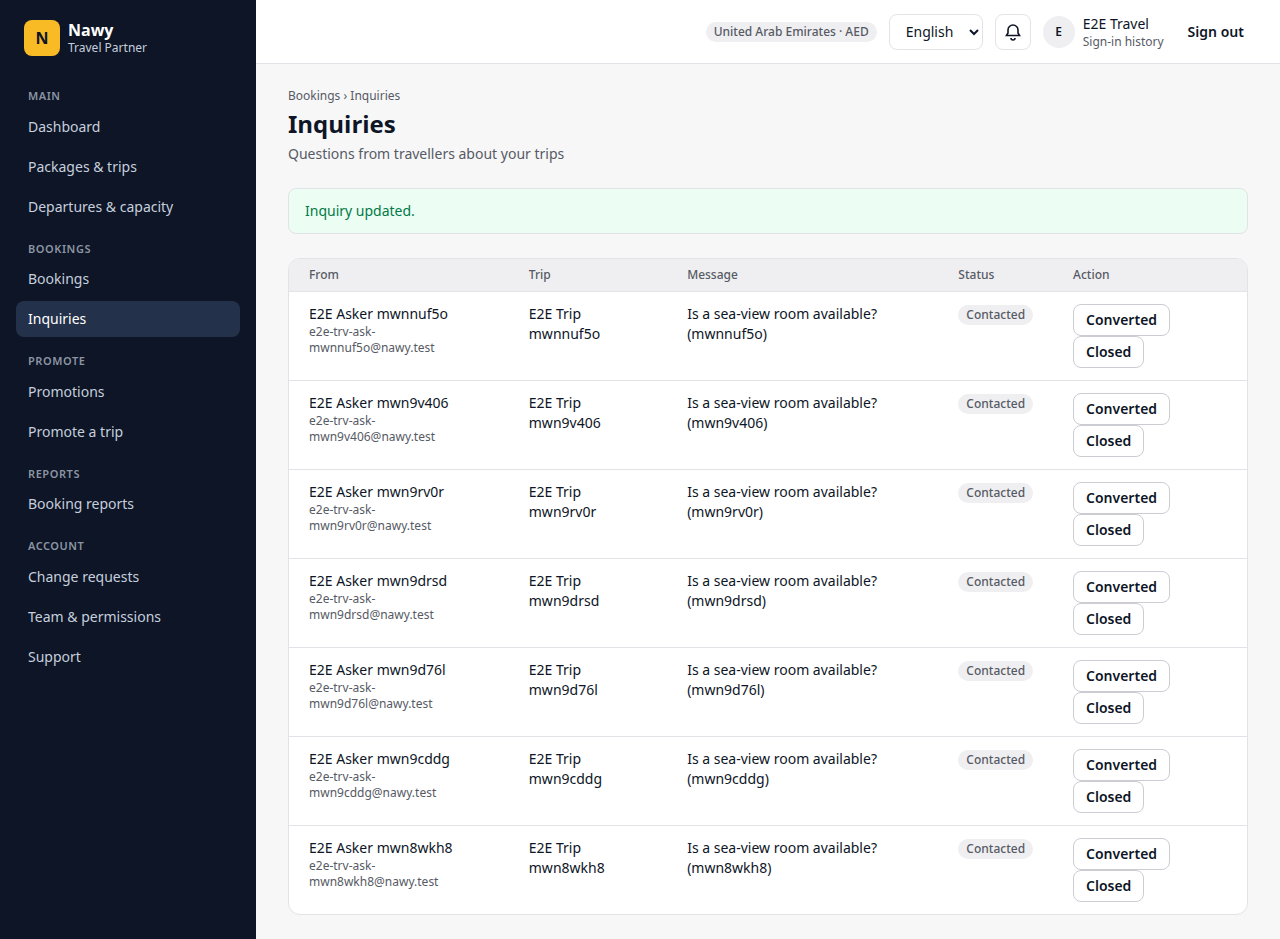 N
Nawy
Travel Partner
MAIN
Dashboard
Packages & trips
Departures & capacity
BOOKINGS
Bookings
Inquiries
PROMOTE
Promotions
Promote a trip
REPORTS
Booking reports
ACCOUNT
Change requests
Team & permissions
Support
United Arab Emirates · AED
English
E
E2E Travel
Sign-in history
Sign out
Bookings › Inquiries
Inquiries
Questions from travellers about your trips
Inquiry updated.
From Trip Message Status Action
E2E Asker mwnnuf5o
e2e-trv-ask-
mwnnuf5o@nawy.test
E2E Trip
mwnnuf5o
Is a sea-view room available?
(mwnnuf5o)
Contacted
Converted
Closed
E2E Asker mwn9v406
e2e-trv-ask-
mwn9v406@nawy.test
E2E Trip
mwn9v406
Is a sea-view room available?
(mwn9v406)
Contacted
Converted
Closed
E2E Asker mwn9rv0r
e2e-trv-ask-
mwn9rv0r@nawy.test
E2E Trip
mwn9rv0r
Is a sea-view room available?
(mwn9rv0r)
Contacted
Converted
Closed
E2E Asker mwn9drsd
e2e-trv-ask-
mwn9drsd@nawy.test
E2E Trip
mwn9drsd
Is a sea-view room available?
(mwn9drsd)
Contacted
Converted
Closed
E2E Asker mwn9d76l
e2e-trv-ask-
mwn9d76l@nawy.test
E2E Trip
mwn9d76l
Is a sea-view room available?
(mwn9d76l)
Contacted
Converted
Closed
E2E Asker mwn9cddg
e2e-trv-ask-
mwn9cddg@nawy.test
E2E Trip
mwn9cddg
Is a sea-view room available?
(mwn9cddg)
Contacted
Converted
Closed
E2E Asker mwn8wkh8
e2e-trv-ask-
mwn8wkh8@nawy.test
E2E Trip
mwn8wkh8
Is a sea-view room available?
(mwn8wkh8)
Contacted
Converted
Closed